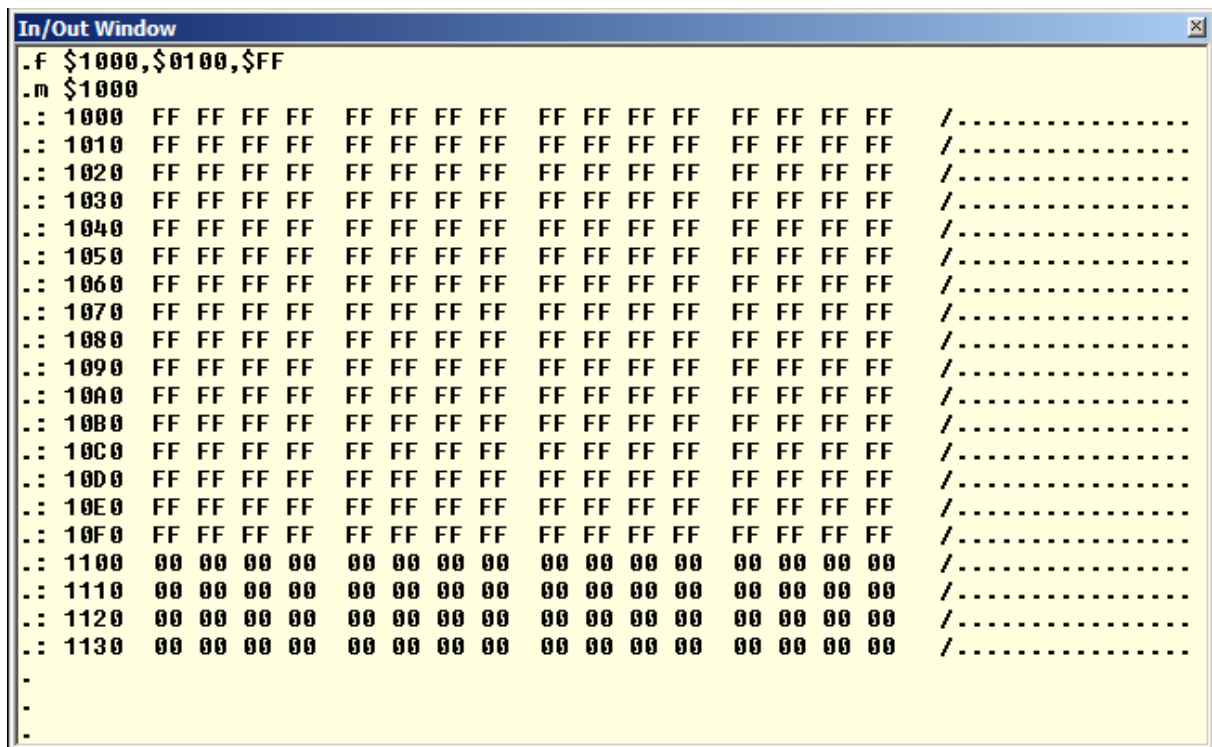 In/Out Window
.f $1000,$0100,$FF
.m $1000
.: 1000 FF FF FF FF FF FF FF FF FF FF FF FF FF FF FF FF /................
.: 1010 FF FF FF FF FF FF FF FF FF FF FF FF FF FF FF FF /................
.: 1020 FF FF FF FF FF FF FF FF FF FF FF FF FF FF FF FF /................
.: 1030 FF FF FF FF FF FF FF FF FF FF FF FF FF FF FF FF /................
.: 1040 FF FF FF FF FF FF FF FF FF FF FF FF FF FF FF FF /................
.: 1050 FF FF FF FF FF FF FF FF FF FF FF FF FF FF FF FF /................
.: 1060 FF FF FF FF FF FF FF FF FF FF FF FF FF FF FF FF /................
.: 1070 FF FF FF FF FF FF FF FF FF FF FF FF FF FF FF FF /................
.: 1080 FF FF FF FF FF FF FF FF FF FF FF FF FF FF FF FF /................
.: 1090 FF FF FF FF FF FF FF FF FF FF FF FF FF FF FF FF /................
.: 10A0 FF FF FF FF FF FF FF FF FF FF FF FF FF FF FF FF /................
.: 10B0 FF FF FF FF FF FF FF FF FF FF FF FF FF FF FF FF /................
.: 10C0 FF FF FF FF FF FF FF FF FF FF FF FF FF FF FF FF /................
.: 10D0 FF FF FF FF FF FF FF FF FF FF FF FF FF FF FF FF /................
.: 10E0 FF FF FF FF FF FF FF FF FF FF FF FF FF FF FF FF /................
.: 10F0 FF FF FF FF FF FF FF FF FF FF FF FF FF FF FF FF /................
.: 1100 00 00 00 00 00 00 00 00 00 00 00 00 00 00 00 00 /................
.: 1110 00 00 00 00 00 00 00 00 00 00 00 00 00 00 00 00 /................
.: 1120 00 00 00 00 00 00 00 00 00 00 00 00 00 00 00 00 /................
.: 1130 00 00 00 00 00 00 00 00 00 00 00 00 00 00 00 00 /................
.
.
.